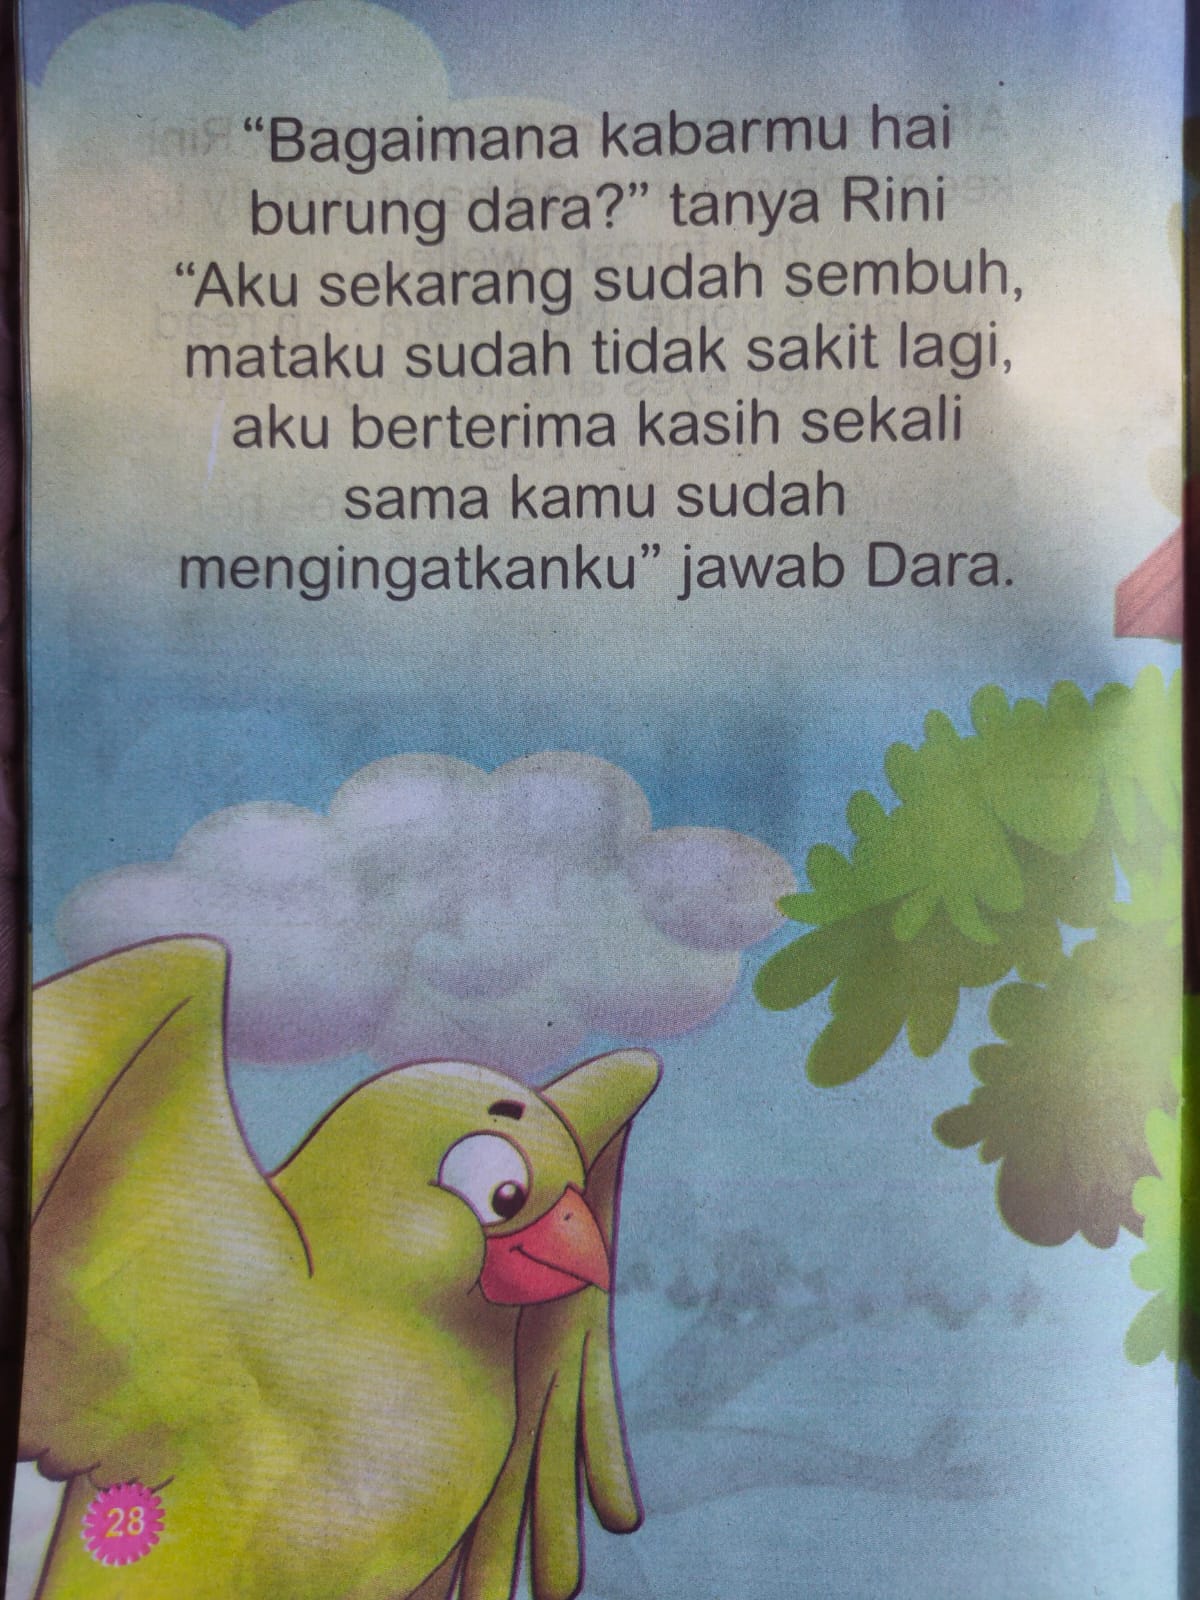 “Bagaimana kabarmu hai
burung dara?” tanya Rini
“Aku sekarang sudah sembuh,
mataku sudah tidak sakit lagi,
aku berterima kasih sekali
sama kamu sudah
mengingatkanku” jawab Dara.
28